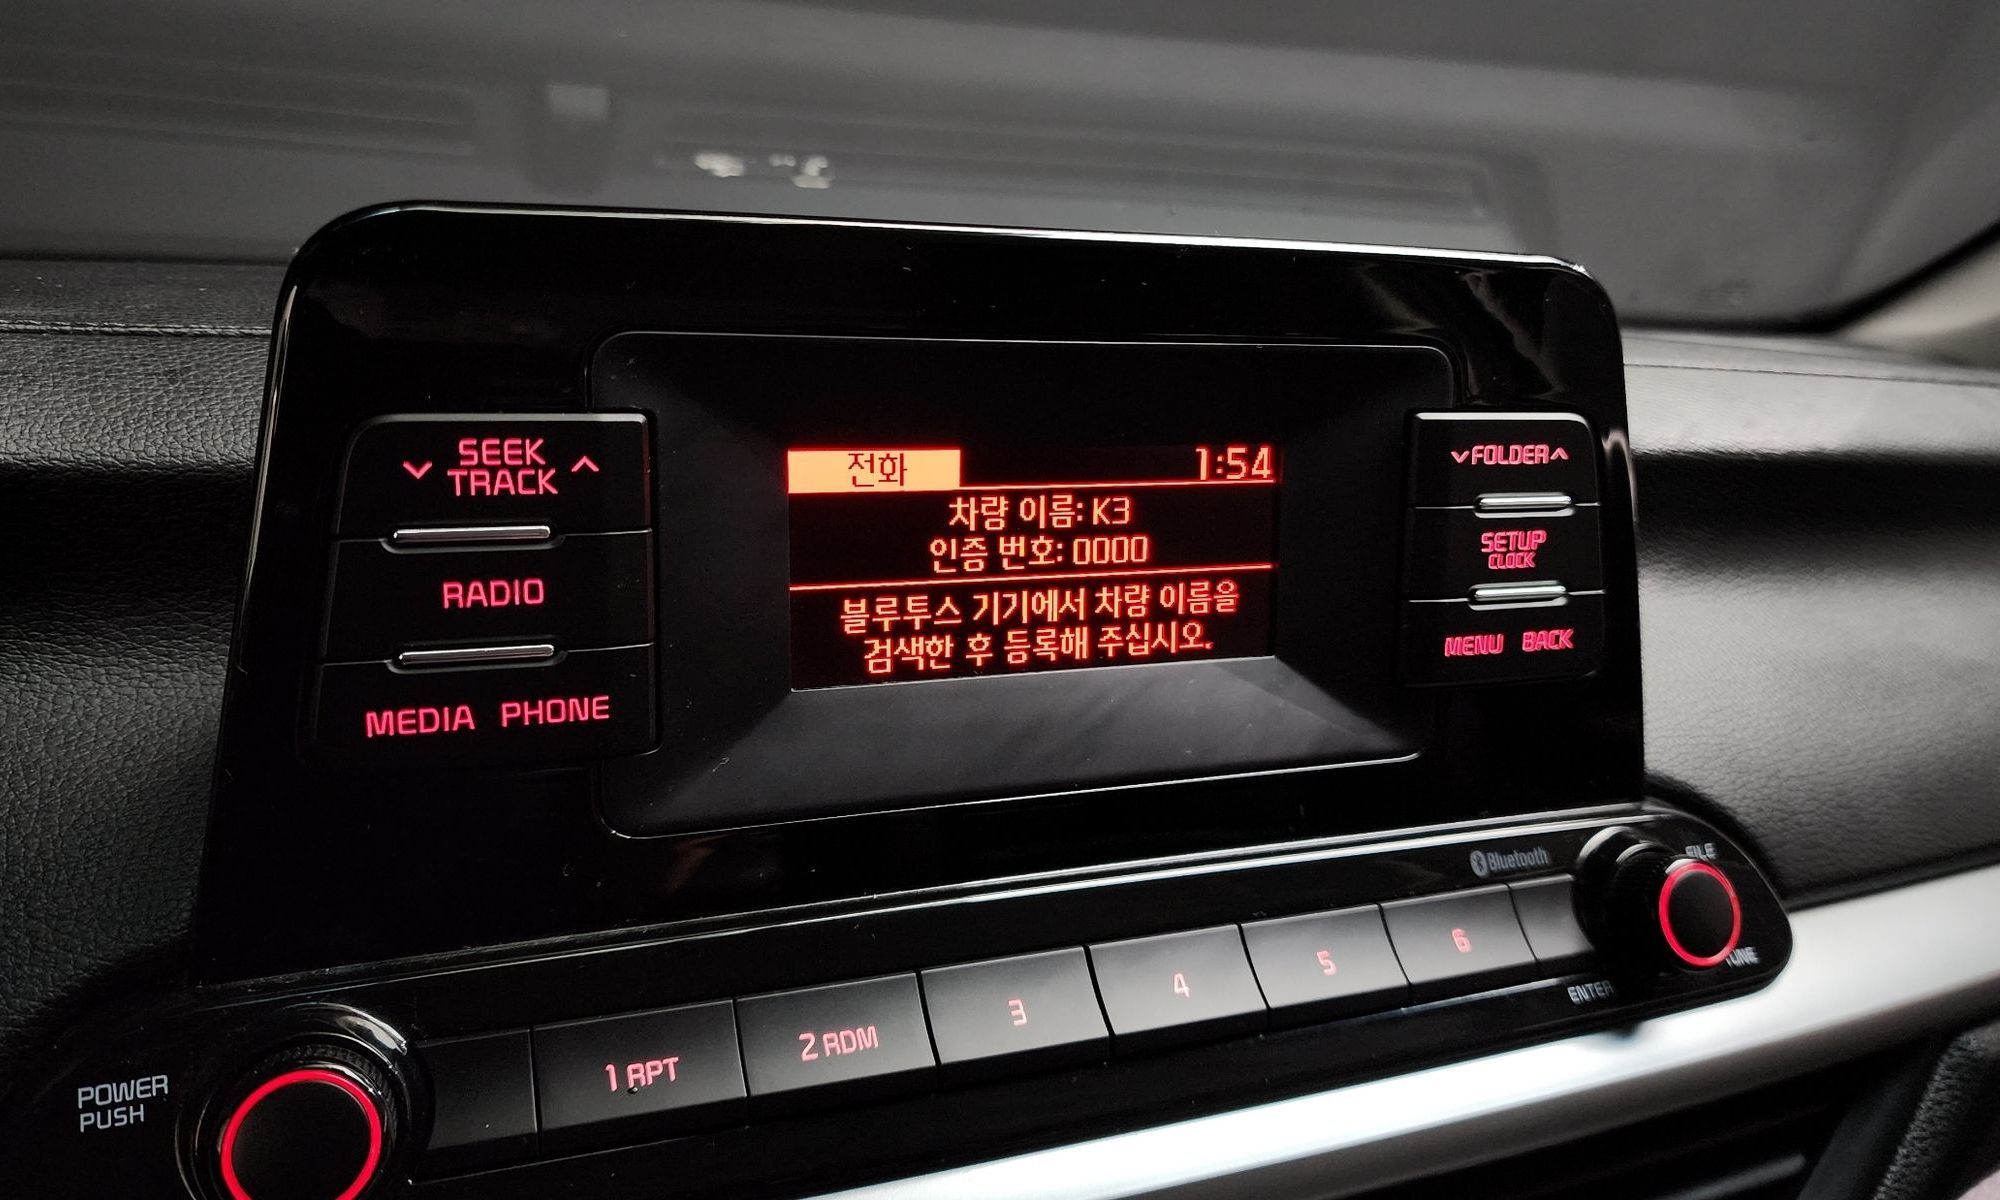 SEEK
TRACK
RADIO
MEDIA PHONE
전화 1:54
차량 이름: K3
인증 번호: 0000
블루투스 기기에서 차량 이름을
검색한 후 등록해 주십시오.
FOLDER
SETUP
CLOCK
MENU BACK
Bluetooth
FILE
TUNE
ENTER
POWER
PUSH
1 RPT
2 RDM
3
4
5
6